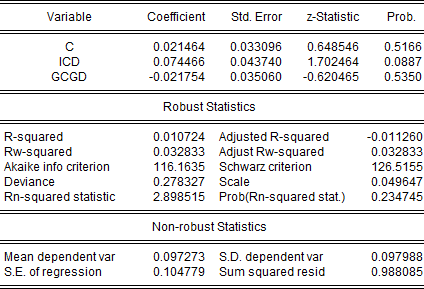 Variable Coefficient Std. Error z-Statistic Prob.
C 0.021464 0.033096 0.648546 0.5166
ICD 0.074466 0.043740 1.702464 0.0887
GCGD -0.021754 0.035060 -0.620465 0.5350
Robust Statistics
R-squared 0.010724 Adjusted R-squared -0.011260
Rw-squared 0.032833 Adjust Rw-squared 0.032833
Akaike info criterion 116.1635 Schwarz criterion 126.5155
Deviance 0.278327 Scale 0.049647
Rn-squared statistic 2.898515 Prob(Rn-squared stat.) 0.234745
Non-robust Statistics
Mean dependent var 0.097273 S.D. dependent var 0.097988
S.E. of regression 0.104779 Sum squared resid 0.988085